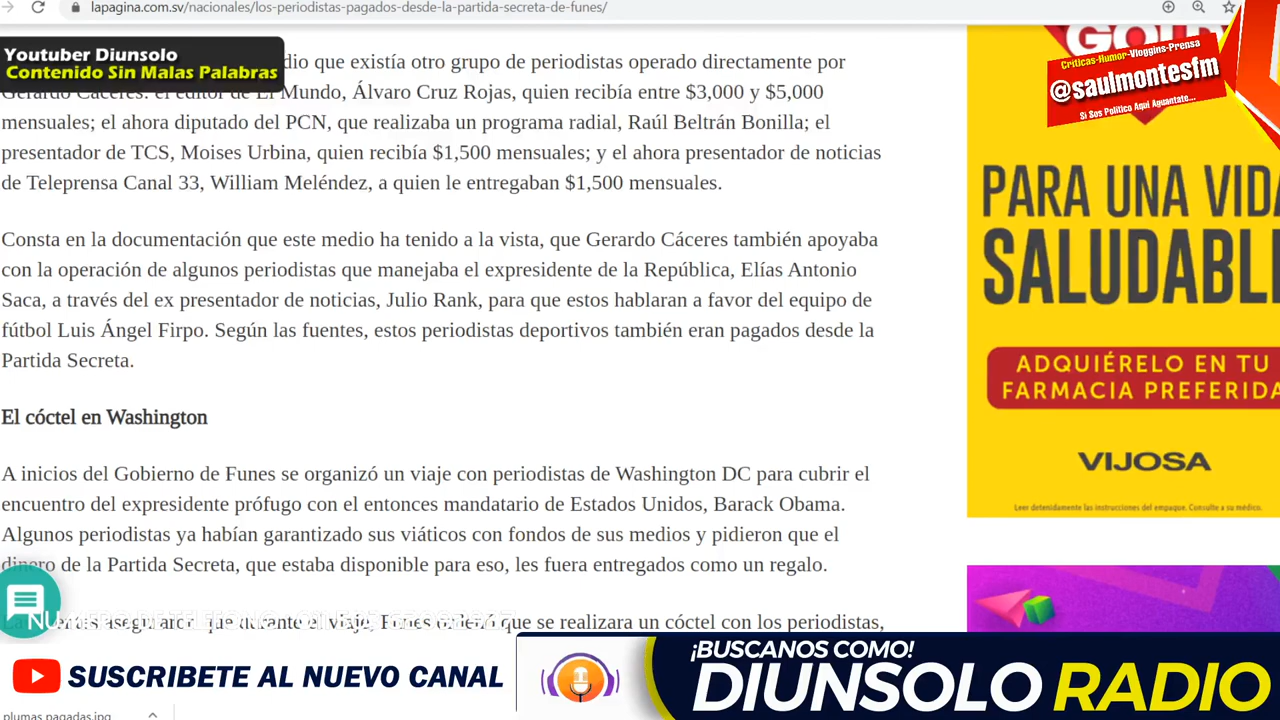 lapagina.com.sv/nacionales/los-periodistas-pagados-desde-la-partida-secreta-de-funes/
Youtuber Diunsolo
Contenido Sin Malas Palabras
GOLD
Críticas-Humor-Vloggins-Prensa
@saulmontesfm
Si Sos Político Aquí Aguantate...
dio que existía otro grupo de periodistas operado directamente por
Gerardo Cáceres: el editor de El Mundo, Álvaro Cruz Rojas, quien recibía entre $3,000 y $5,000
mensuales; el ahora diputado del PCN, que realizaba un programa radial, Raúl Beltrán Bonilla; el
presentador de TCS, Moises Urbina, quien recibía $1,500 mensuales; y el ahora presentador de noticias
de Teleprensa Canal 33, William Meléndez, a quien le entregaban $1,500 mensuales.
Consta en la documentación que este medio ha tenido a la vista, que Gerardo Cáceres también apoyaba
con la operación de algunos periodistas que manejaba el expresidente de la República, Elías Antonio
Saca, a través del ex presentador de noticias, Julio Rank, para que estos hablaran a favor del equipo de
fútbol Luis Ángel Firpo. Según las fuentes, estos periodistas deportivos también eran pagados desde la
Partida Secreta.
El cóctel en Washington
A inicios del Gobierno de Funes se organizó un viaje con periodistas de Washington DC para cubrir el
encuentro del expresidente prófugo con el entonces mandatario de Estados Unidos, Barack Obama.
Algunos periodistas ya habían garantizado sus viáticos con fondos de sus medios y pidieron que el
dinero de la Partida Secreta, que estaba disponible para eso, les fuera entregados como un regalo.
aseguraron que durante el viaje, Funes ordenó que se realizara un cóctel con los periodistas,
NUMERO DE TELEFONO
PARA UNA VIDA
SALUDABLE
ADQUIÉRELO EN TU
FARMACIA PREFERIDA
VIJOSA
Leer detenidamente las instrucciones del empaque. Consulte a su médico.
SUSCRIBETE AL NUEVO CANAL
¡BUSCANOS COMO!
DIUNSOLO RADIO
plumas pagadas.jpg